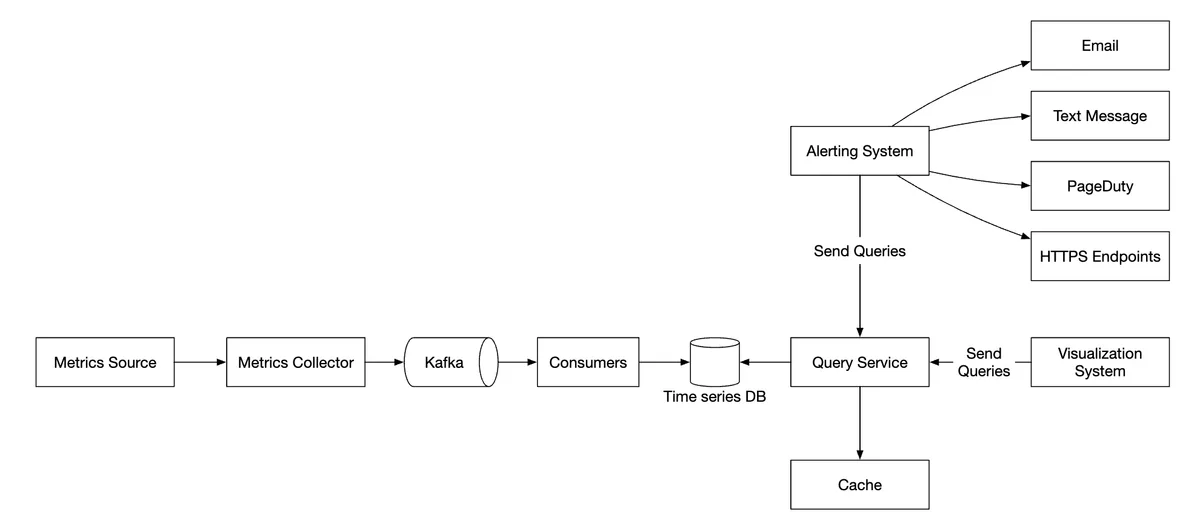 Email
Text Message
Alerting System
PageDuty
Send Queries
HTTPS Endpoints
Metrics Source
Metrics Collector
Kafka
Consumers
Time series DB
Query Service
Send
Queries
Visualization
System
Cache